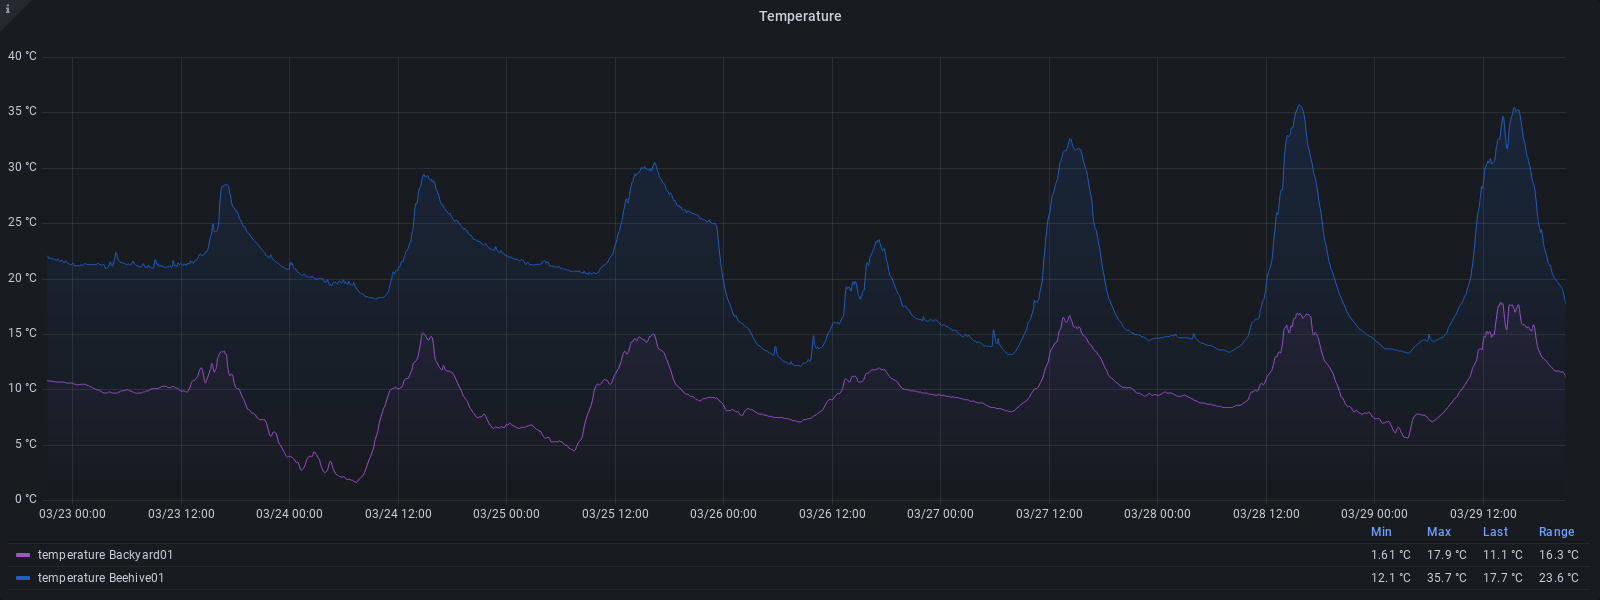 i
Temperature
40 °C
35 °C
30 °C
25 °C
20 °C
15 °C
10 °C
5 °C
0 °C
03/23 00:00 03/23 12:00 03/24 00:00 03/24 12:00 03/25 00:00 03/25 12:00 03/26 00:00 03/26 12:00 03/27 00:00 03/27 12:00 03/28 00:00 03/28 12:00 03/29 00:00 03/29 12:00
Min Max Last Range
temperature Backyard01 1.61 °C 17.9 °C 11.1 °C 16.3 °C
temperature Beehive01 12.1 °C 35.7 °C 17.7 °C 23.6 °C